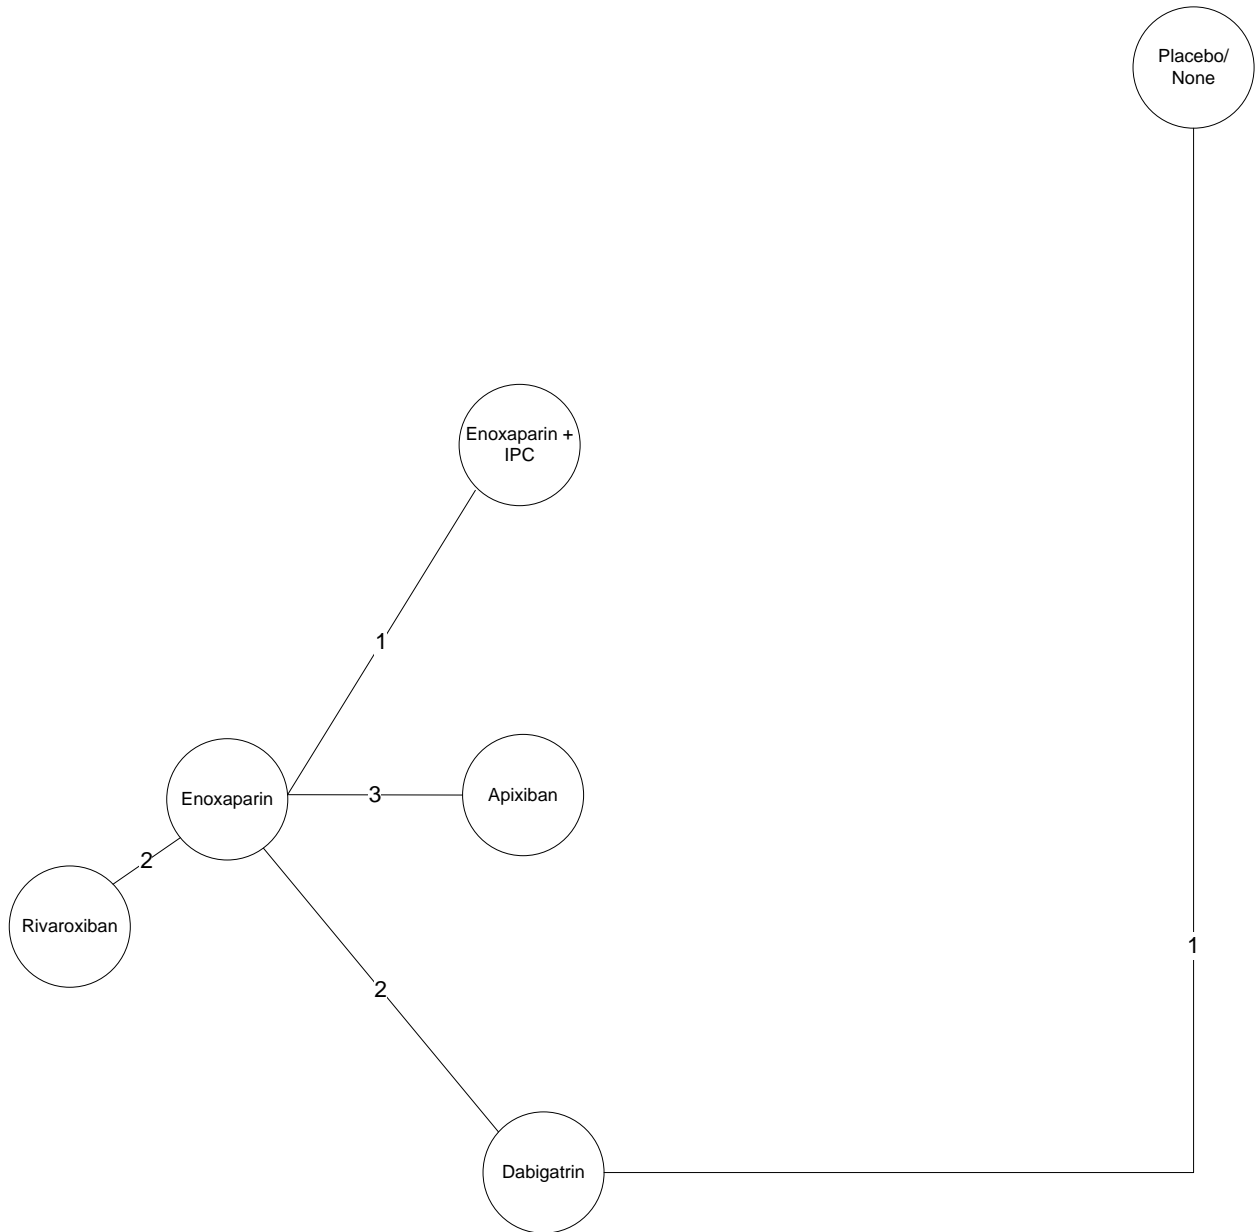 Placebo/
None
Enoxaparin +
IPC
1
Enoxaparin
3
Apixiban
2
Rivaroxiban
1
2
Dabigatrin